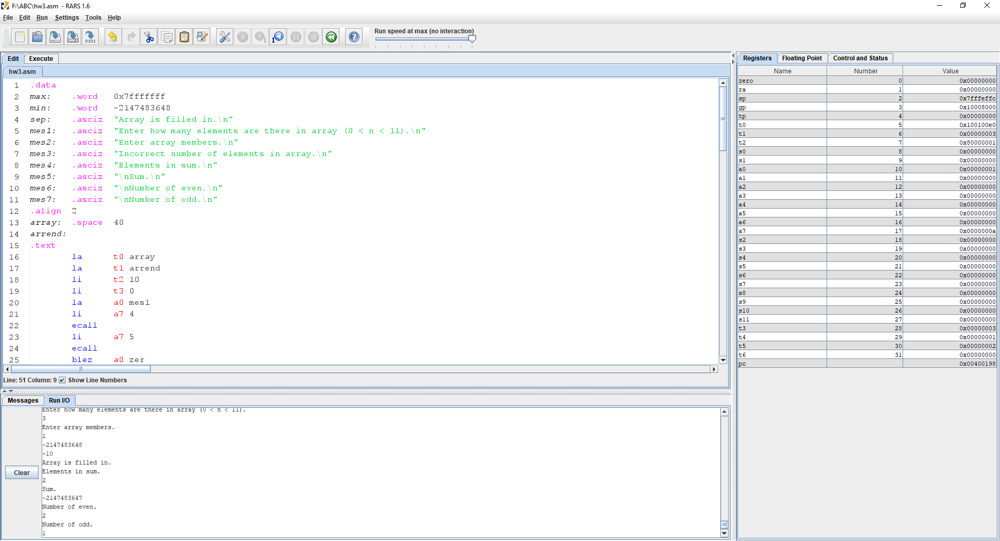 F:\ABC\hw3.asm - RARS 1.6
File Edit Run Settings Tools Help
Run speed at max (no interaction)
Edit Execute
hw3.asm
1 .data
2 max: .word 0x7fffffff
3 min: .word -2147483648
4 sep: .asciz "Array is filled in.\n"
5 mes1: .asciz "Enter how many elements are there in array (0 < n < 11).\n"
6 mes2: .asciz "Enter array members.\n"
7 mes3: .asciz "Incorrect number of elements in array.\n"
8 mes4: .asciz "Elements in sum.\n"
9 mes5: .asciz "\nSum.\n"
10 mes6: .asciz "\nNumber of even.\n"
11 mes7: .asciz "\nNumber of odd.\n"
12 .align 2
13 array: .space 40
14 arrend:
15 .text
16 la t0 array
17 la t1 arrend
18 li t2 10
19 li t3 0
20 la a0 mes1
21 li a7 4
22 ecall
23 li a7 5
24 ecall
25 blez a0 zer
Line: 51 Column: 9 Show Line Numbers
Messages Run I/O
Clear
Enter how many elements are there in array (0 < n < 11).
3
Enter array members.
1
-2147483648
-10
Array is filled in.
Elements in sum.
2
Sum.
-2147483647
Number of even.
2
Number of odd.
1
Registers Floating Point Control and Status
Name Number Value
zero 0 0x00000000
ra 1 0x00000000
sp 2 0x7fffeffc
gp 3 0x10008000
tp 4 0x00000000
t0 5 0x100100e0
t1 6 0x00000003
t2 7 0x80000001
s0 8 0x00000000
s1 9 0x00000000
a0 10 0x00000001
a1 11 0x00000000
a2 12 0x00000000
a3 13 0x00000000
a4 14 0x00000000
a5 15 0x00000000
a6 16 0x00000000
a7 17 0x0000000a
s2 18 0x00000000
s3 19 0x00000000
s4 20 0x00000000
s5 21 0x00000000
s6 22 0x00000000
s7 23 0x00000000
s8 24 0x00000000
s9 25 0x00000000
s10 26 0x00000000
s11 27 0x00000000
t3 28 0x00000003
t4 29 0x00000001
t5 30 0x00000002
t6 31 0x00000000
pc 0x00400198